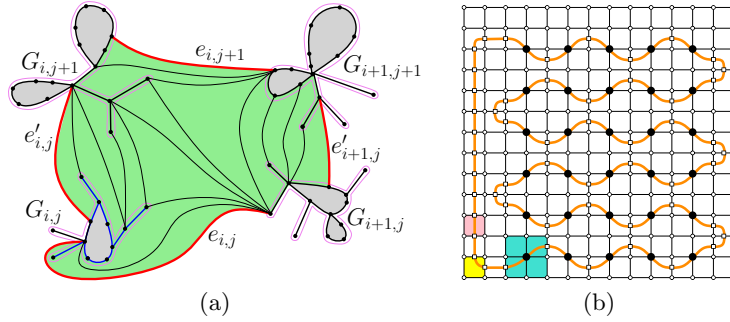 e_{i,j+1}
G_{i,j+1}
G_{i+1,j+1}
e'_{i,j}
e'_{i+1,j}
G_{i,j}
e_{i,j}
G_{i+1,j}
(a)
(b)